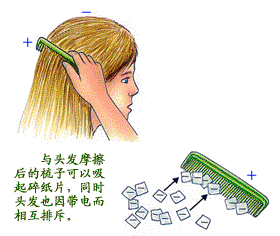 −
+
与头发摩擦
后的梳子可以吸
起碎纸片，同时
头发也因带电而
相互排斥。
+